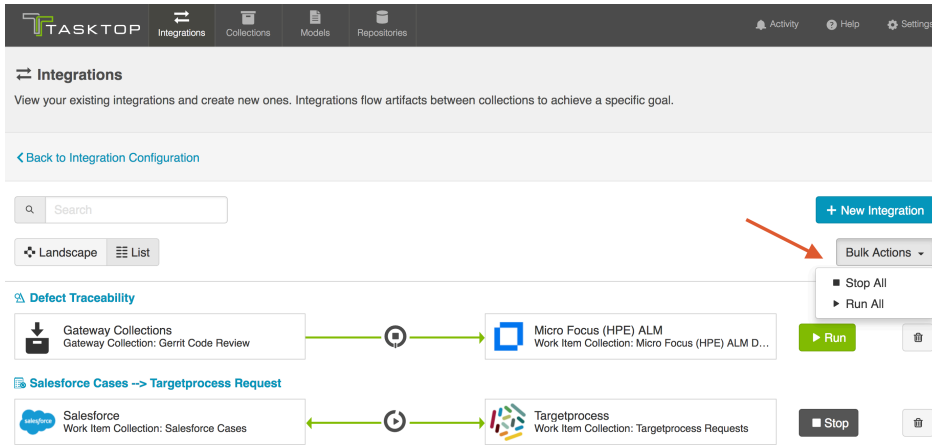 TASKTOP
Integrations
Collections
Models
Repositories
Activity
Help
Settings
Integrations
View your existing integrations and create new ones. Integrations flow artifacts between collections to achieve a specific goal.
Back to Integration Configuration
Search
+ New Integration
Landscape
List
Bulk Actions
Stop All
Run All
Defect Traceability
Gateway Collections
Gateway Collection: Gerrit Code Review
Micro Focus (HPE) ALM
Work Item Collection: Micro Focus (HPE) ALM D...
Run
Salesforce Cases --> Targetprocess Request
salesforce
Salesforce
Work Item Collection: Salesforce Cases
Targetprocess
Work Item Collection: Targetprocess Requests
Stop